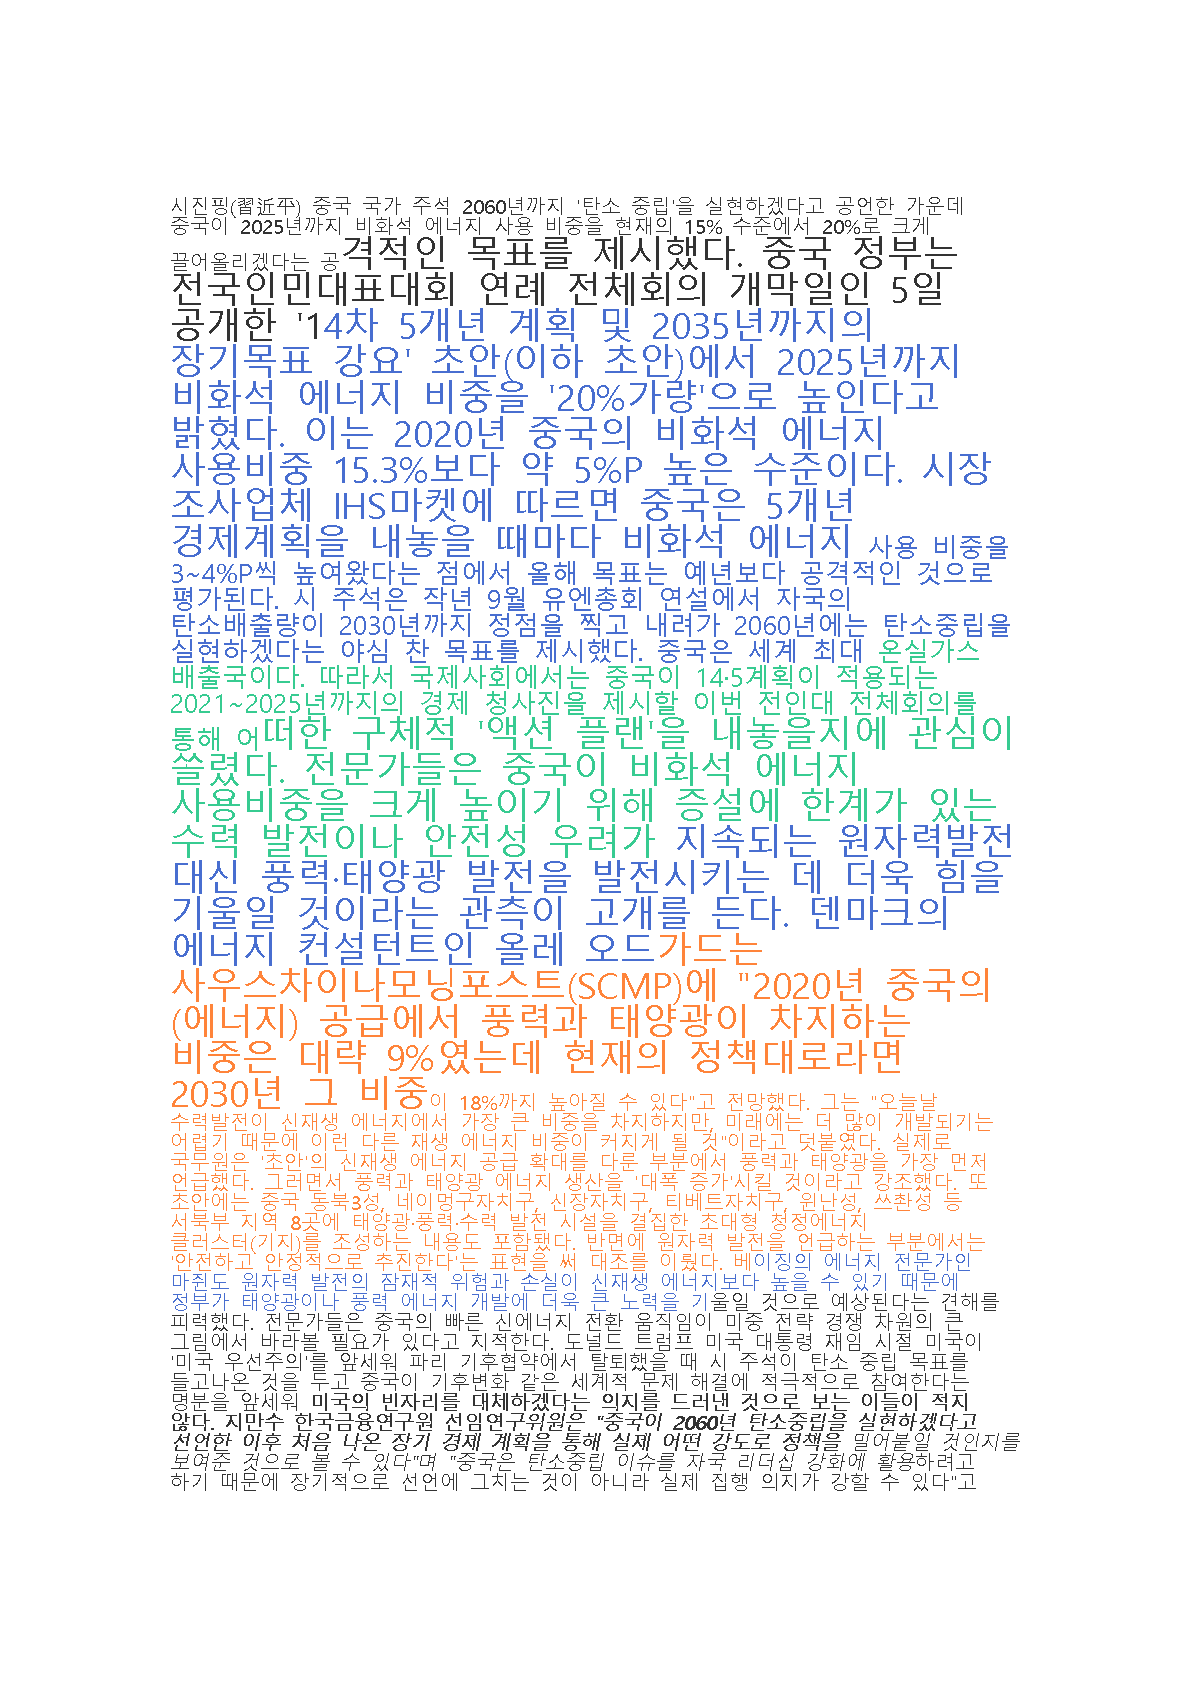 시진핑(習近平) 중국 국가 주석 2060년까지 '탄소 중립'을 실현하겠다고 공언한 가운데
중국이 2025년까지 비화석 에너지 사용 비중을 현재의 15% 수준에서 20%로 크게
끌어올리겠다는 공격적인 목표를 제시했다. 중국 정부는
전국인민대표대회 연례 전체회의 개막일인 5일
공개한 '14차 5개년 계획 및 2035년까지의
장기목표 강요' 초안(이하 초안)에서 2025년까지
비화석 에너지 비중을 '20%가량'으로 높인다고
밝혔다. 이는 2020년 중국의 비화석 에너지
사용비중 15.3%보다 약 5%P 높은 수준이다. 시장
조사업체 IHS마켓에 따르면 중국은 5개년
경제계획을 내놓을 때마다 비화석 에너지 사용 비중을
3~4%P씩 높여왔다는 점에서 올해 목표는 예년보다 공격적인 것으로
평가된다. 시 주석은 작년 9월 유엔총회 연설에서 자국의
탄소배출량이 2030년까지 정점을 찍고 내려가 2060년에는 탄소중립을
실현하겠다는 야심 찬 목표를 제시했다. 중국은 세계 최대 온실가스
배출국이다. 따라서 국제사회에서는 중국이 14·5계획이 적용되는
2021~2025년까지의 경제 청사진을 제시할 이번 전인대 전체회의를
통해 어떠한 구체적 '액션 플랜'을 내놓을지에 관심이
쏠렸다. 전문가들은 중국이 비화석 에너지
사용비중을 크게 높이기 위해 증설에 한계가 있는
수력 발전이나 안전성 우려가 지속되는 원자력발전
대신 풍력·태양광 발전을 발전시키는 데 더욱 힘을
기울일 것이라는 관측이 고개를 든다. 덴마크의
에너지 컨설턴트인 올레 오드가드는
사우스차이나모닝포스트(SCMP)에 "2020년 중국의
(에너지) 공급에서 풍력과 태양광이 차지하는
비중은 대략 9%였는데 현재의 정책대로라면
2030년 그 비중이 18%까지 높아질 수 있다"고 전망했다. 그는 "오늘날
수력발전이 신재생 에너지에서 가장 큰 비중을 차지하지만, 미래에는 더 많이 개발되기는
어렵기 때문에 이런 다른 재생 에너지 비중이 커지게 될 것"이라고 덧붙였다. 실제로
국무원은 '초안'의 신재생 에너지 공급 확대를 다룬 부분에서 풍력과 태양광을 가장 먼저
언급했다. 그러면서 풍력과 태양광 에너지 생산을 '대폭 증가'시킬 것이라고 강조했다. 또
초안에는 중국 동북3성, 네이멍구자치구, 신장자치구, 티베트자치구, 윈난성, 쓰촨성 등
서북부 지역 8곳에 태양광·풍력·수력 발전 시설을 결집한 초대형 청정에너지
클러스터(기지)를 조성하는 내용도 포함됐다. 반면에 원자력 발전을 언급하는 부분에서는
'안전하고 안정적으로 추진한다'는 표현을 써 대조를 이뤘다. 베이징의 에너지 전문가인
마쥔도 원자력 발전의 잠재적 위험과 손실이 신재생 에너지보다 높을 수 있기 때문에
정부가 태양광이나 풍력 에너지 개발에 더욱 큰 노력을 기울일 것으로 예상된다는 견해를
피력했다. 전문가들은 중국의 빠른 신에너지 전환 움직임이 미중 전략 경쟁 차원의 큰
그림에서 바라볼 필요가 있다고 지적한다. 도널드 트럼프 미국 대통령 재임 시절 미국이
'미국 우선주의'를 앞세워 파리 기후협약에서 탈퇴했을 때 시 주석이 탄소 중립 목표를
들고나온 것을 두고 중국이 기후변화 같은 세계적 문제 해결에 적극적으로 참여한다는
명분을 앞세워 미국의 빈자리를 대체하겠다는 의지를 드러낸 것으로 보는 이들이 적지
않다. 지만수 한국금융연구원 선임연구위원은 "중국이 2060년 탄소중립을 실현하겠다고
선언한 이후 처음 나온 장기 경제 계획을 통해 실제 어떤 강도로 정책을 밀어붙일 것인지를
보여준 것으로 볼 수 있다"며 "중국은 탄소중립 이슈를 자국 리더십 강화에 활용하려고
하기 때문에 장기적으로 선언에 그치는 것이 아니라 실제 집행 의지가 강할 수 있다"고